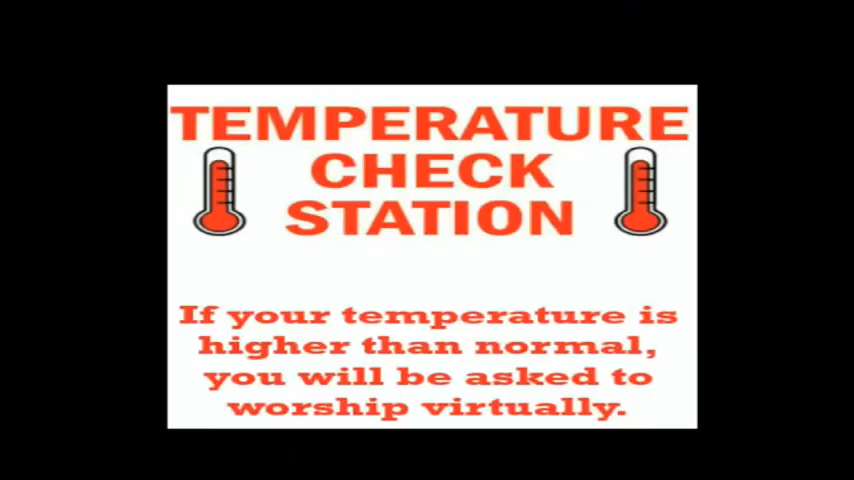 TEMPERATURE
CHECK
STATION
If your temperature is
higher than normal,
you will be asked to
worship virtually.